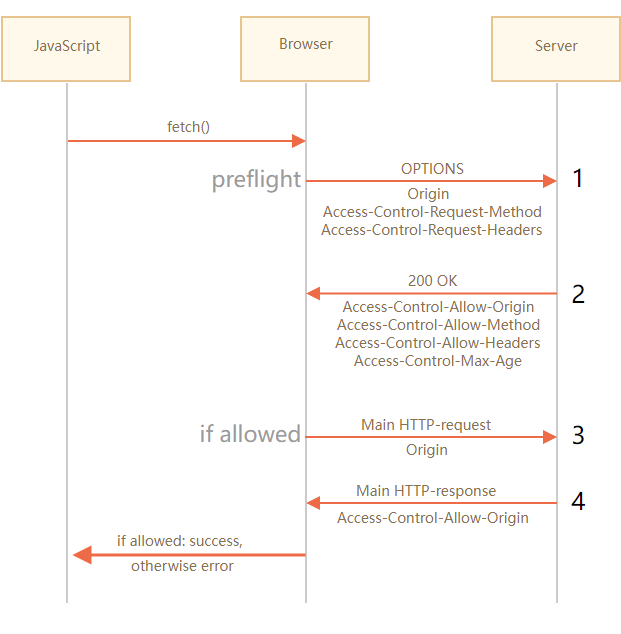 JavaScript
Browser
Server
fetch()
preflight
OPTIONS
1
Origin
Access-Control-Request-Method
Access-Control-Request-Headers
200 OK
2
Access-Control-Allow-Origin
Access-Control-Allow-Method
Access-Control-Allow-Headers
Access-Control-Max-Age
if allowed
Main HTTP-request
3
Origin
Main HTTP-response
4
Access-Control-Allow-Origin
if allowed: success,
otherwise error